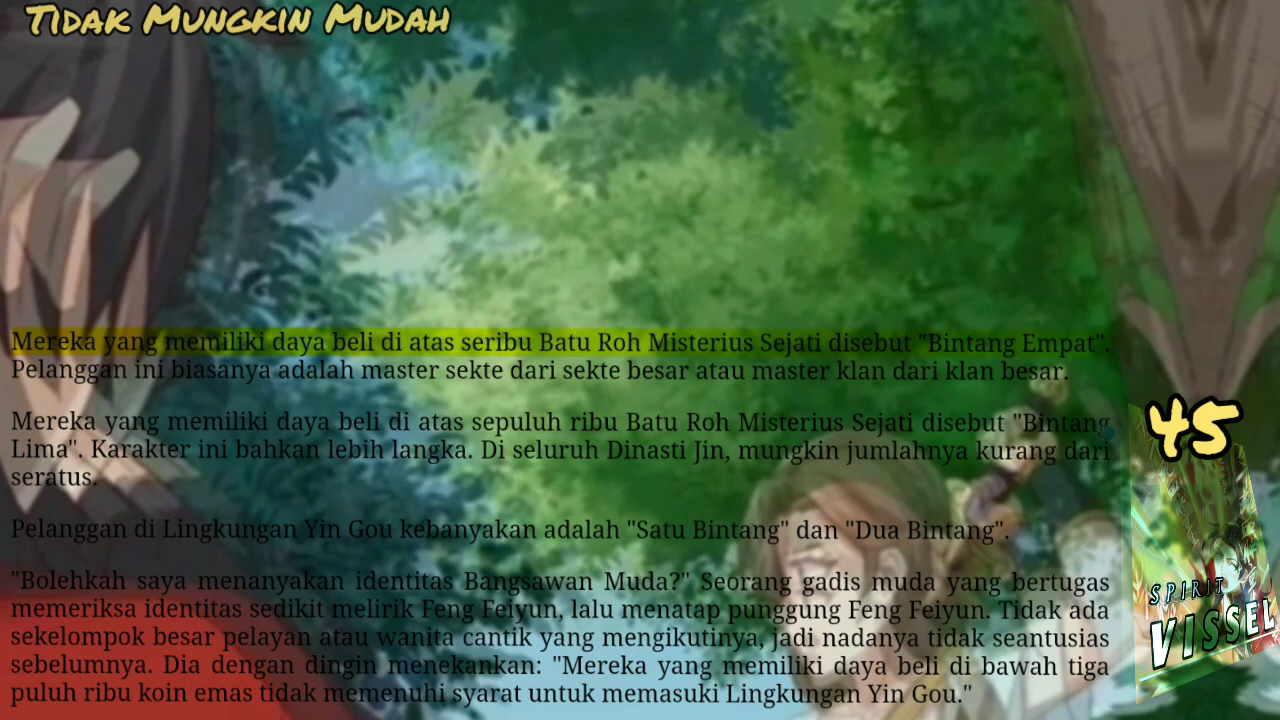 Tidak Mungkin Mudah
Mereka yang memiliki daya beli di atas seribu Batu Roh Misterius Sejati disebut "Bintang Empat".
Pelanggan ini biasanya adalah master sekte dari sekte besar atau master klan dari klan besar.
Mereka yang memiliki daya beli di atas sepuluh ribu Batu Roh Misterius Sejati disebut "Bintang
Lima". Karakter ini bahkan lebih langka. Di seluruh Dinasti Jin, mungkin jumlahnya kurang dari
seratus.
Pelanggan di Lingkungan Yin Gou kebanyakan adalah "Satu Bintang" dan "Dua Bintang".
"Bolehkah saya menanyakan identitas Bangsawan Muda?" Seorang gadis muda yang bertugas
memeriksa identitas sedikit melirik Feng Feiyun, lalu menatap punggung Feng Feiyun. Tidak ada
sekelompok besar pelayan atau wanita cantik yang mengikutinya, jadi nadanya tidak seantusias
sebelumnya. Dia dengan dingin menekankan: "Mereka yang memiliki daya beli di bawah tiga
puluh ribu koin emas tidak memenuhi syarat untuk memasuki Lingkungan Yin Gou."
45
SPIRIT
VISSEL